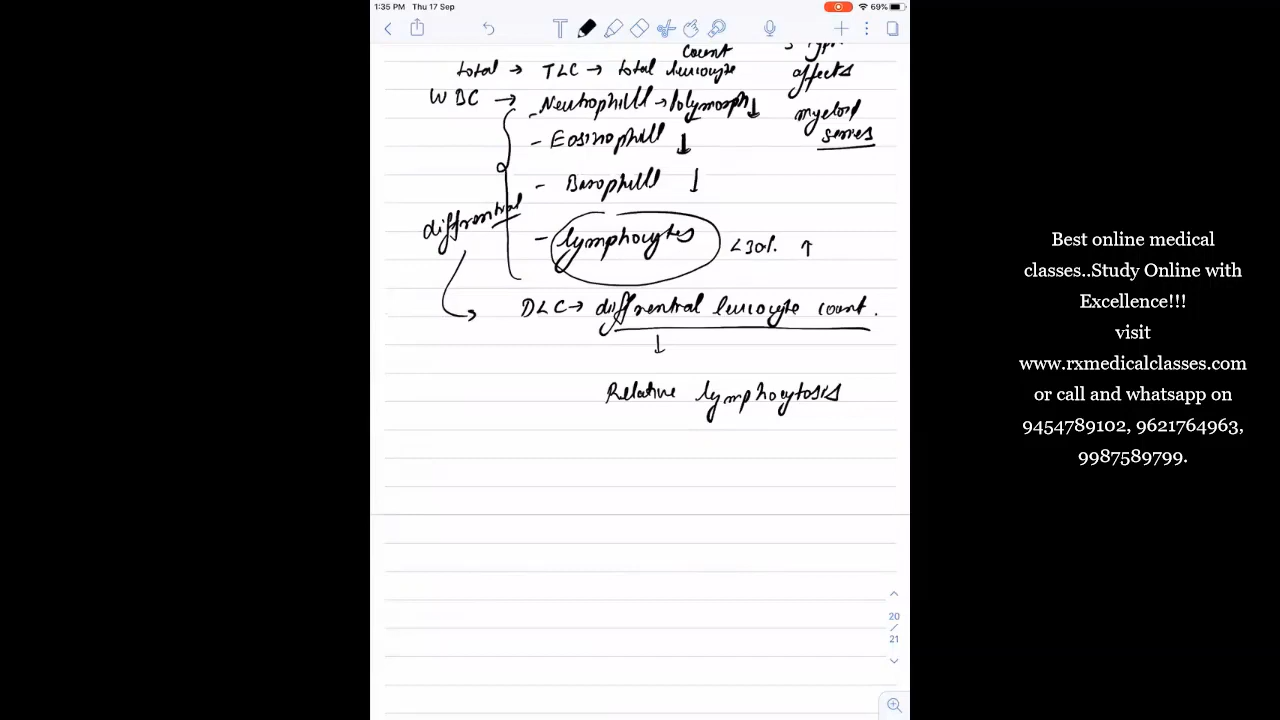 1:35 PM Thu 17 Sep
69%
T
Count
total → TLC → total leucocyte
affects
myeloid
series
WBC → - Neutrophill → Polymorph ↓
- Eosinophill ↓
- Basophill ↓
diffrential
- lymphocytes <30%. ↑
DLC → diffrential leucocyte count.
↓
Relative lymphocytosis
20
/
21
Best online medical
classes..Study Online with
Excellence!!!
visit
www.rxmedicalclasses.com
or call and whatsapp on
9454789102, 9621764963,
9987589799.